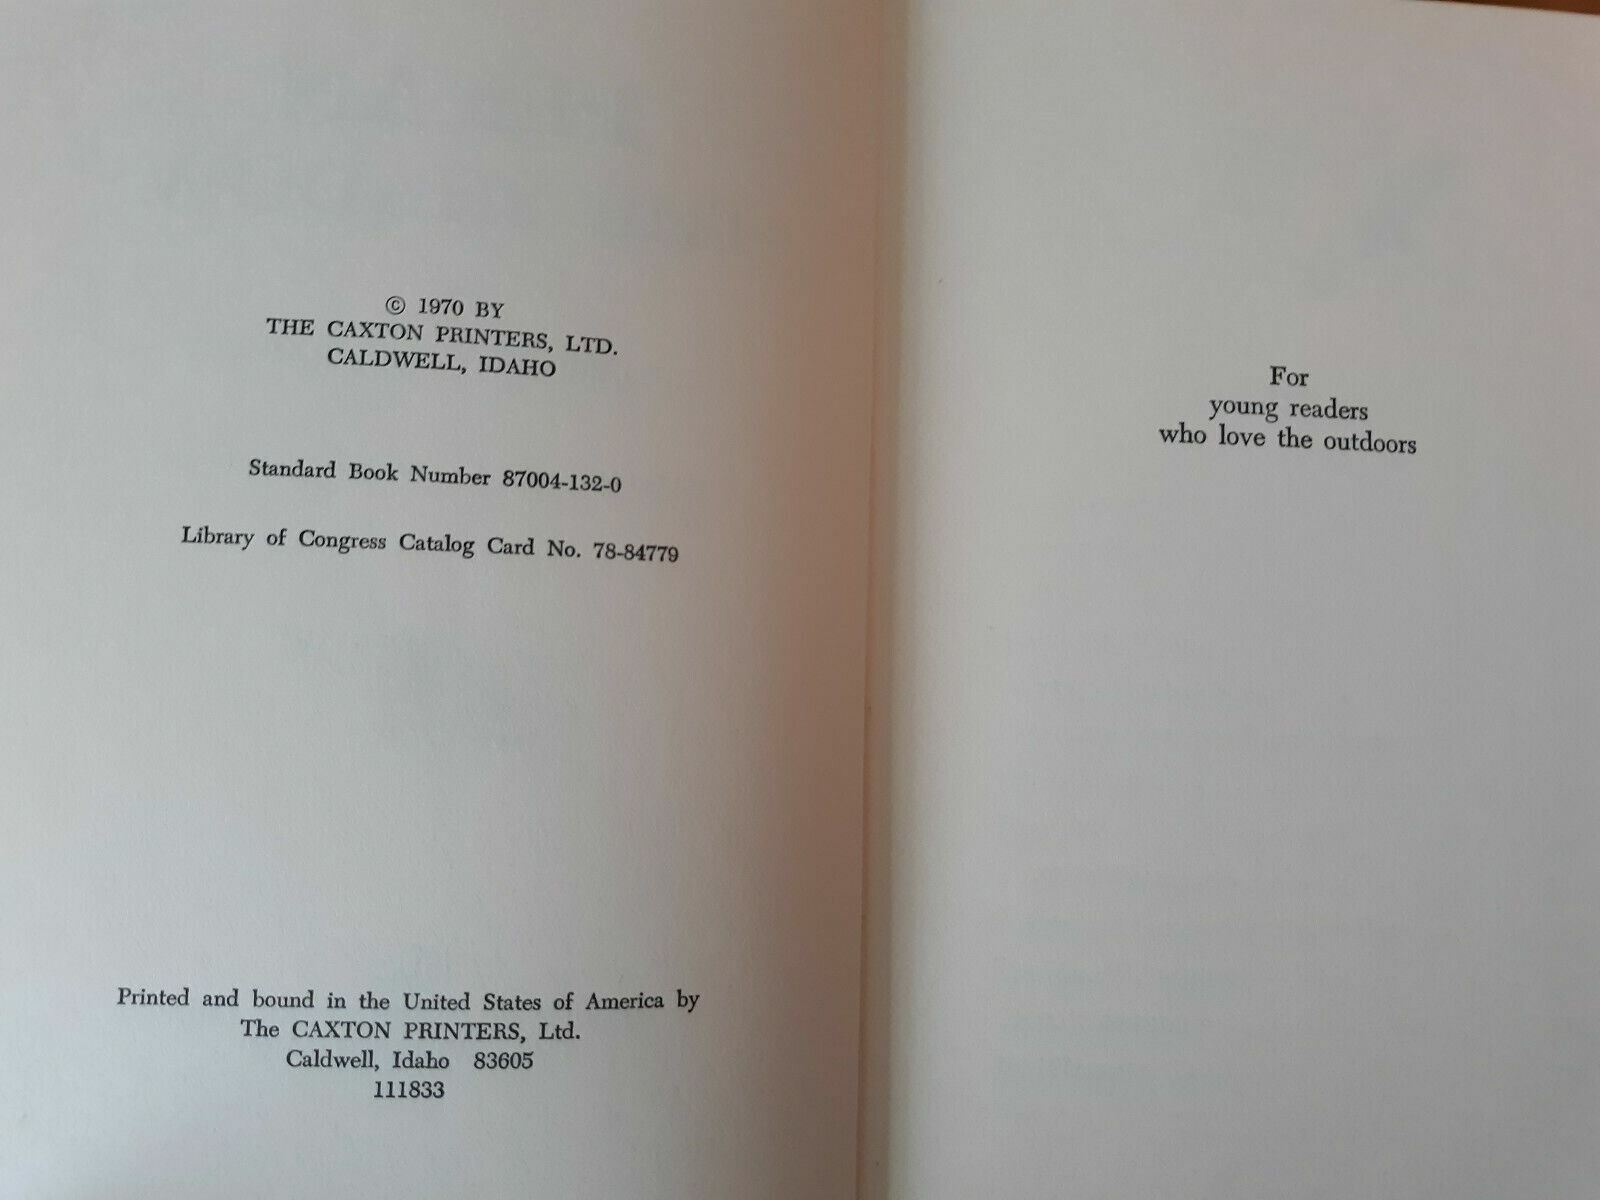 © 1970 BY
THE CAXTON PRINTERS, LTD.
CALDWELL, IDAHO
Standard Book Number 87004-132-0
Library of Congress Catalog Card No. 78-84779
Printed and bound in the United States of America by
The CAXTON PRINTERS, Ltd.
Caldwell, Idaho 83605
111833
For
young readers
who love the outdoors